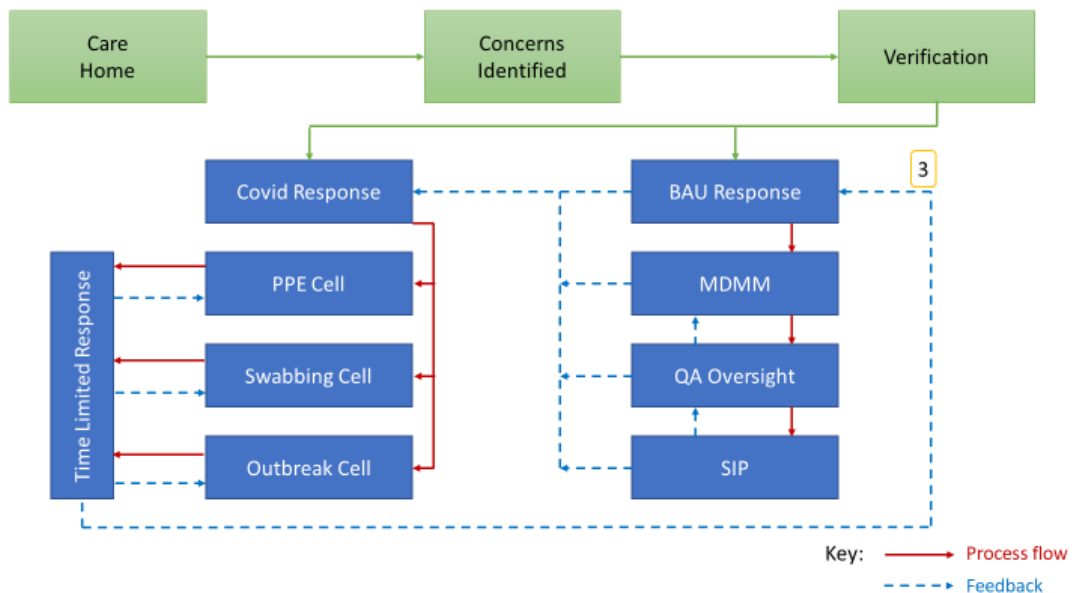 Care
Home
Concerns
Identified
Verification
Covid Response
BAU Response
3
PPE Cell
MDMM
Time Limited Response
Swabbing Cell
QA Oversight
Outbreak Cell
SIP
Key:
Process flow
Feedback